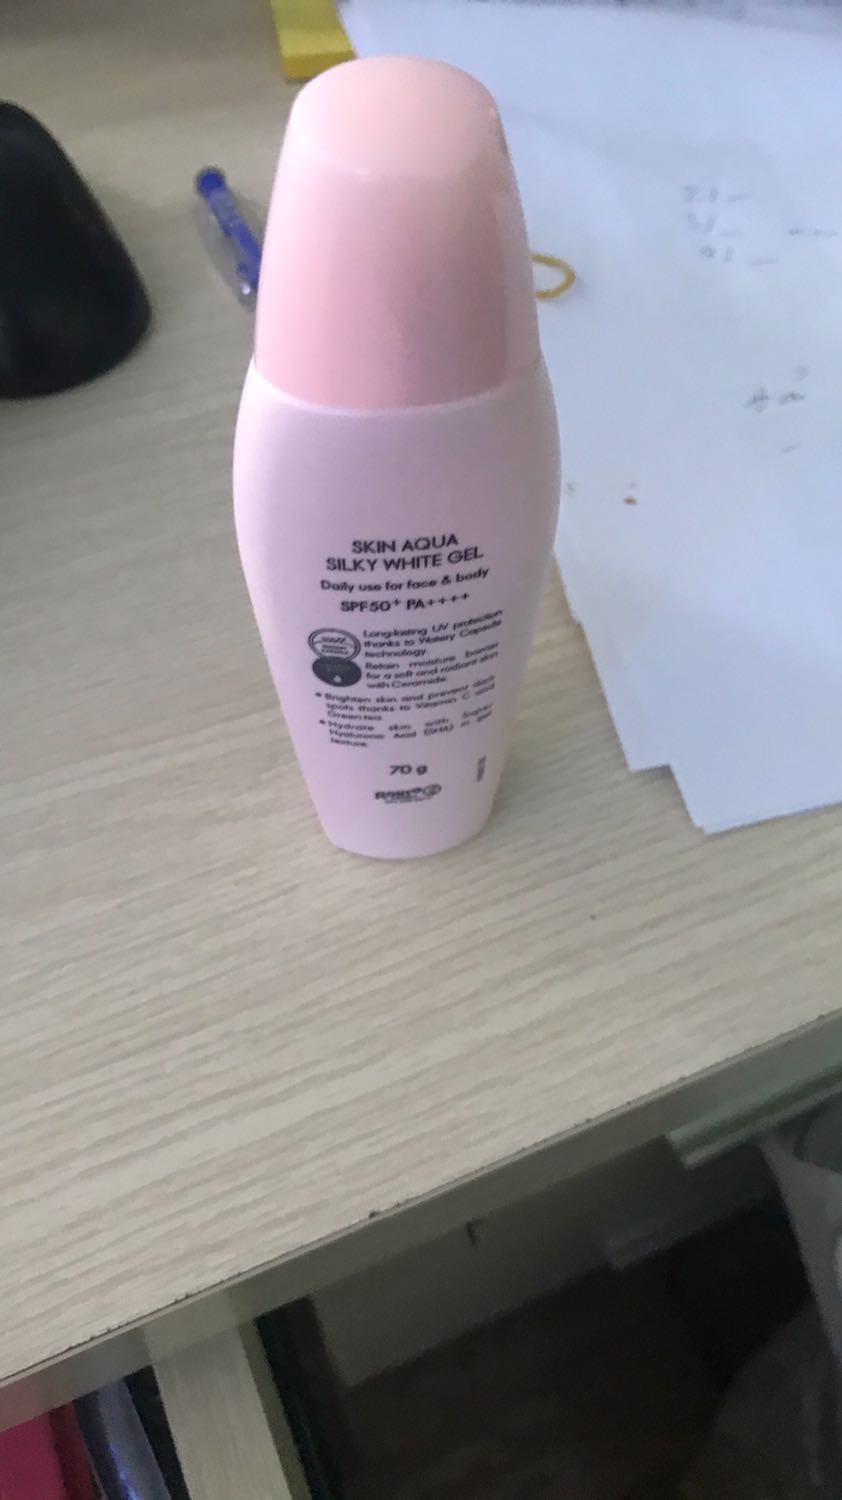 SKIN AQUA
SILKY WHITE GEL
Daily use for face & body
SPF50+ PA++++
Long-lasting UV protection
thanks to Watery Capsule
technology.
Retain moisture barrier
for a soft and radiant skin
with Ceramide.
• Brighten skin and prevent dark
spots thanks to Vitamin C and
Green tea.
• Hydrate skin with Super
Hyaluronic Acid (SHA) in gel
texture.
70 g